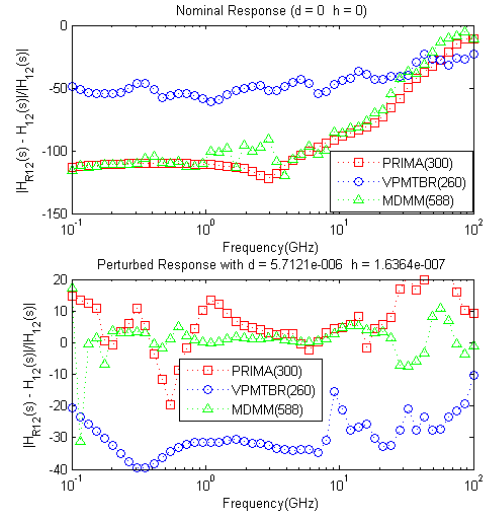 Nominal Response (d = 0 h = 0)
|H_R12(s) - H_12(s)|/|H_12(s)|
0
-50
-100
-150
PRIMA(300)
VPMTBR(260)
MDMM(588)
10^-1
10^0
10^1
10^2
Frequency(GHz)
Perturbed Response with d = 5.7121e-006 h = 1.6364e-007
|H_R12(s) - H_12(s)|/|H_12(s)|
20
10
0
-10
-20
-30
-40
PRIMA(300)
VPMTBR(260)
MDMM(588)
10^-1
10^0
10^1
10^2
Frequency(GHz)